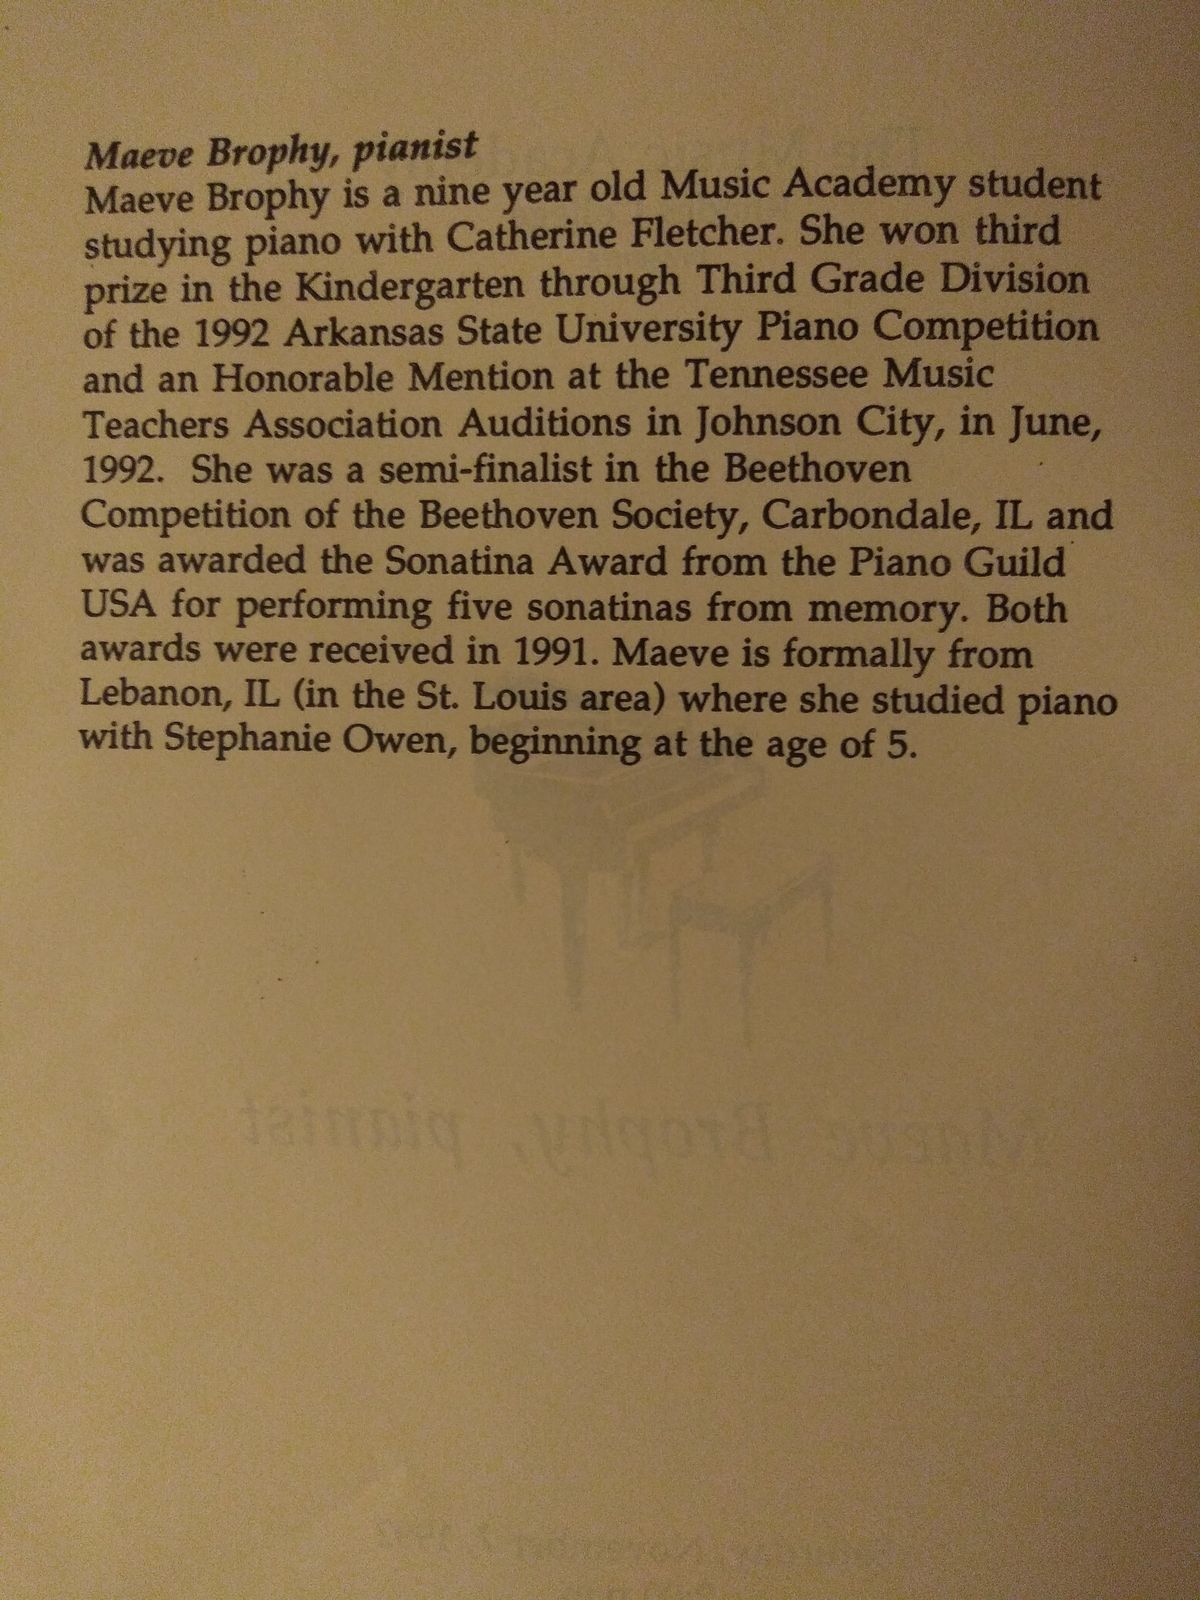 Maeve Brophy, pianist
Maeve Brophy is a nine year old Music Academy student
studying piano with Catherine Fletcher. She won third
prize in the Kindergarten through Third Grade Division
of the 1992 Arkansas State University Piano Competition
and an Honorable Mention at the Tennessee Music
Teachers Association Auditions in Johnson City, in June,
1992. She was a semi-finalist in the Beethoven
Competition of the Beethoven Society, Carbondale, IL and
was awarded the Sonatina Award from the Piano Guild
USA for performing five sonatinas from memory. Both
awards were received in 1991. Maeve is formally from
Lebanon, IL (in the St. Louis area) where she studied piano
with Stephanie Owen, beginning at the age of 5.
Maeve Brophy, pianist
November 7, 1992